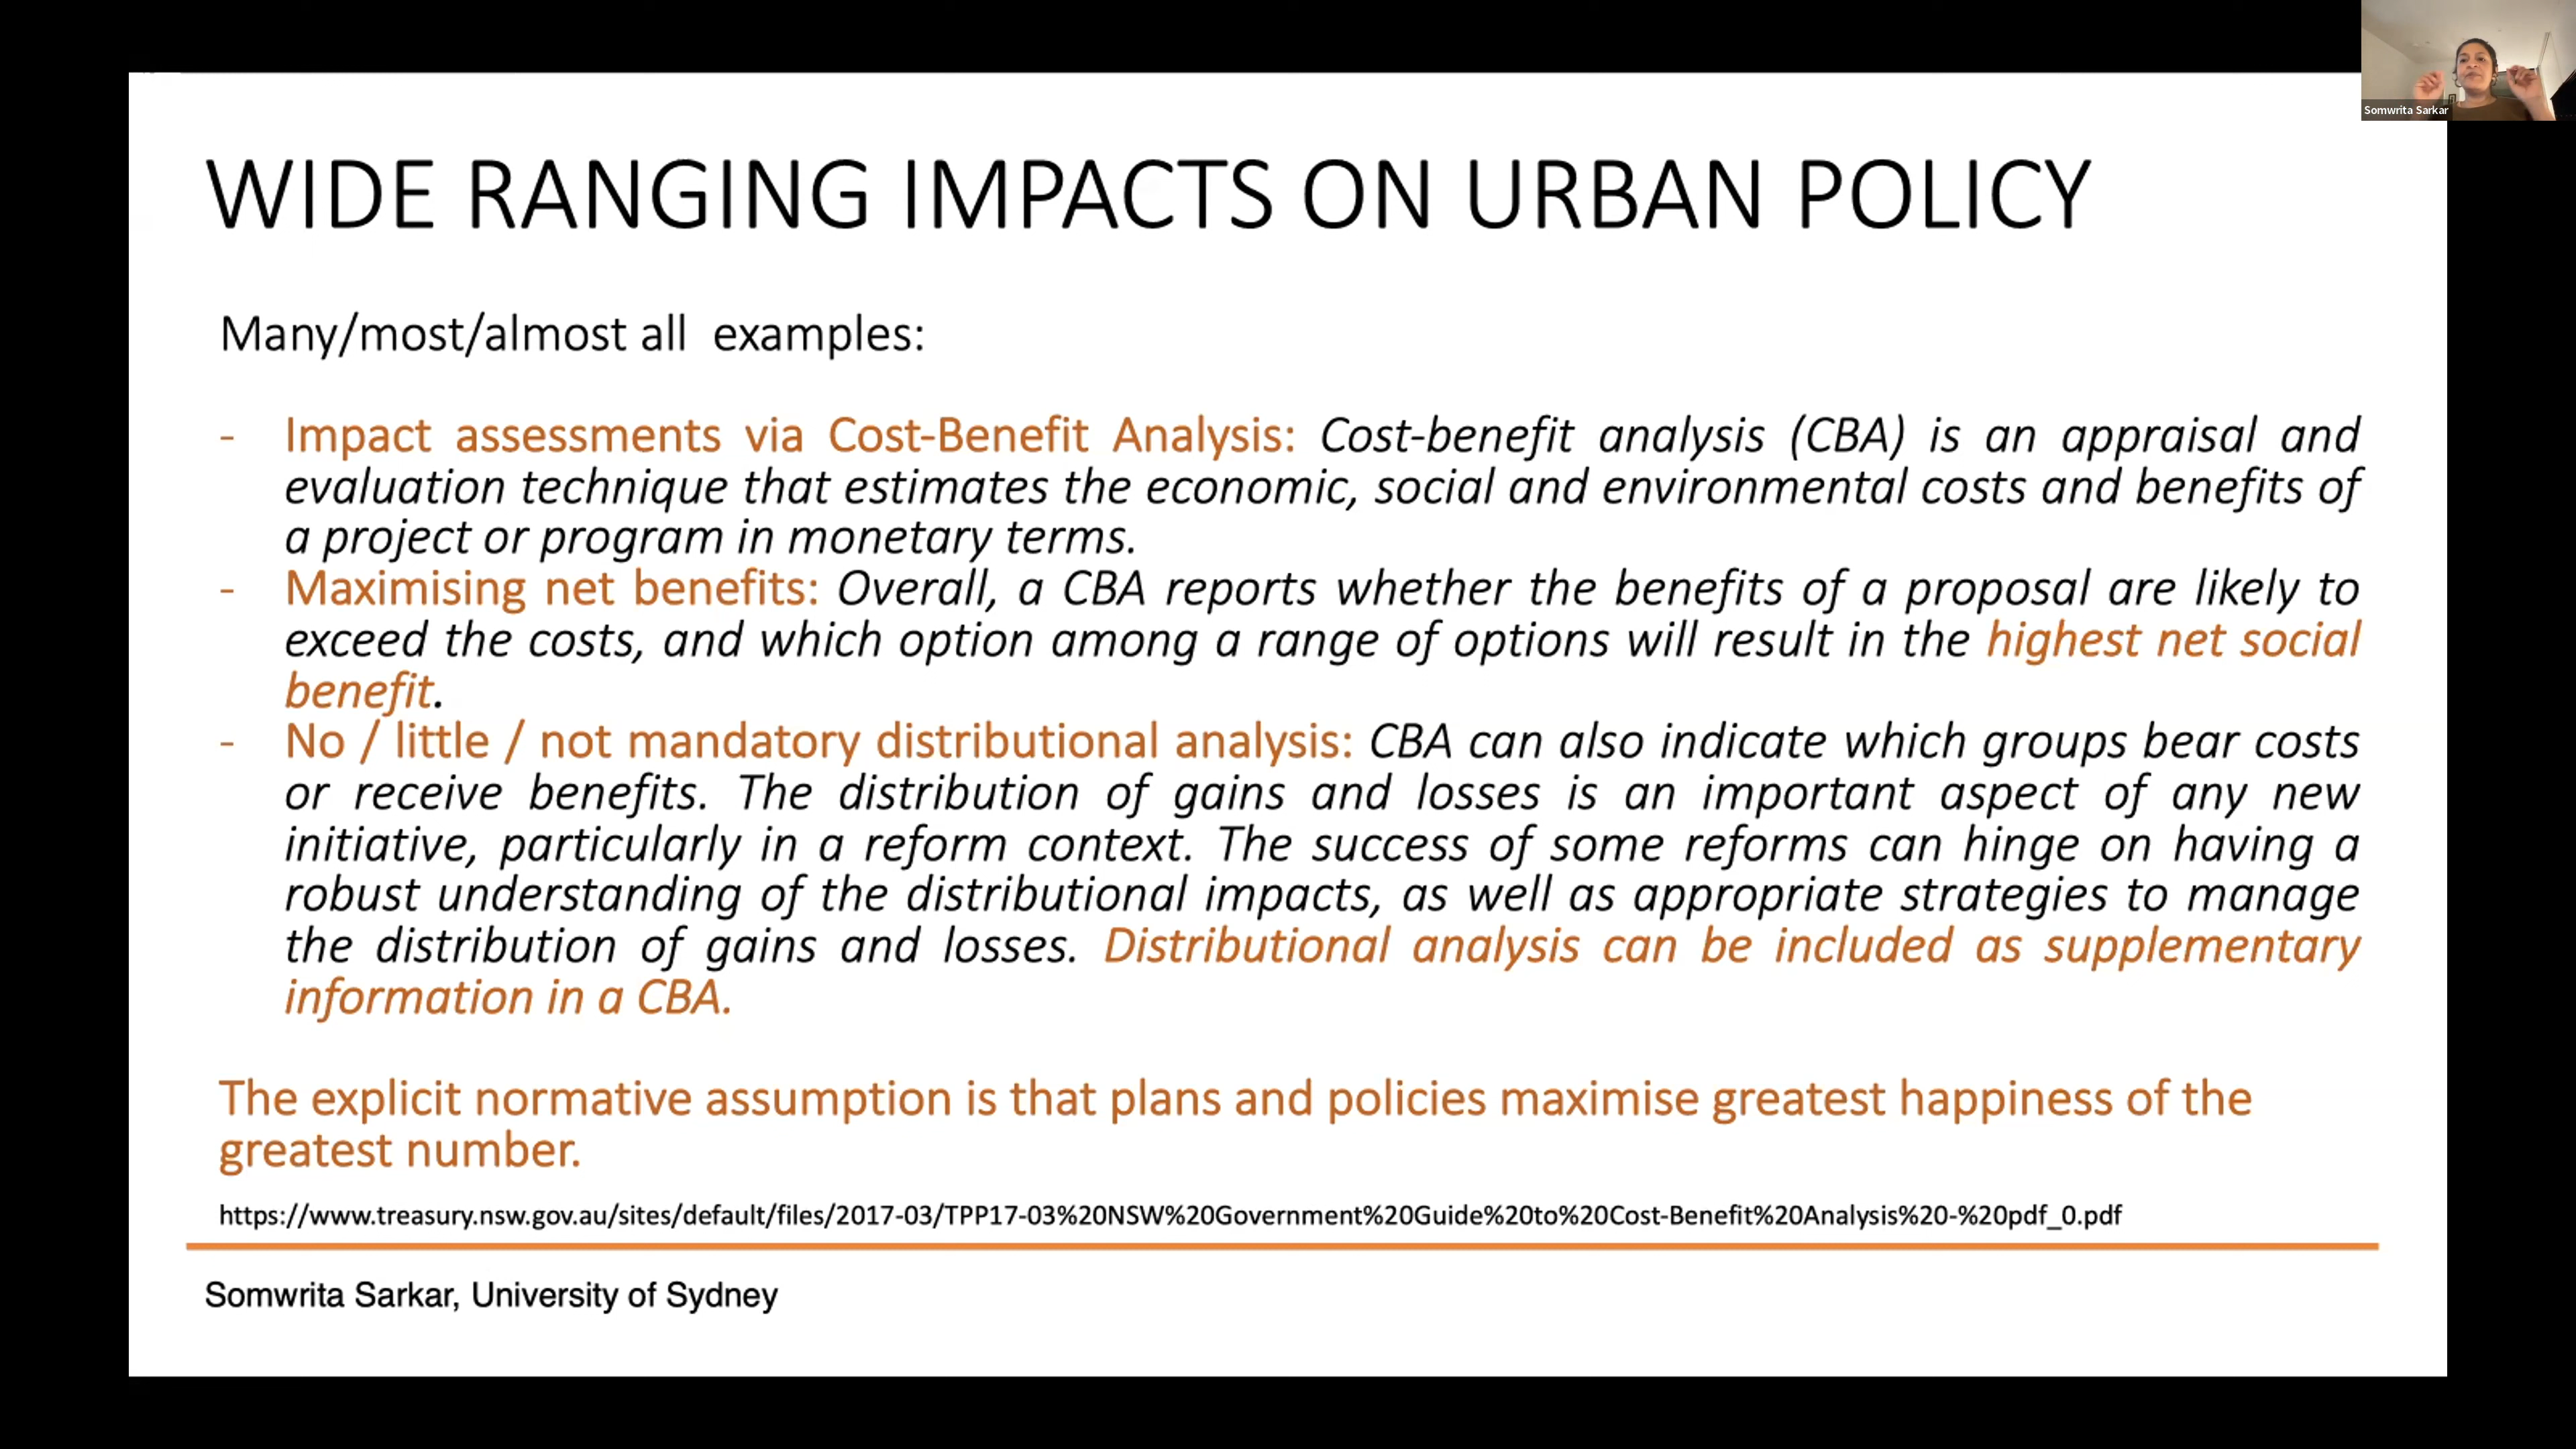 Somwrita Sarkar
WIDE RANGING IMPACTS ON URBAN POLICY
Many/most/almost all examples:
- Impact assessments via Cost-Benefit Analysis: Cost-benefit analysis (CBA) is an appraisal and
evaluation technique that estimates the economic, social and environmental costs and benefits of
a project or program in monetary terms.
- Maximising net benefits: Overall, a CBA reports whether the benefits of a proposal are likely to
exceed the costs, and which option among a range of options will result in the highest net social
benefit.
- No / little / not mandatory distributional analysis: CBA can also indicate which groups bear costs
or receive benefits. The distribution of gains and losses is an important aspect of any new
initiative, particularly in a reform context. The success of some reforms can hinge on having a
robust understanding of the distributional impacts, as well as appropriate strategies to manage
the distribution of gains and losses. Distributional analysis can be included as supplementary
information in a CBA.
The explicit normative assumption is that plans and policies maximise greatest happiness of the
greatest number.
https://www.treasury.nsw.gov.au/sites/default/files/2017-03/TPP17-03%20NSW%20Government%20Guide%20to%20Cost-Benefit%20Analysis%20-%20pdf_0.pdf
Somwrita Sarkar, University of Sydney